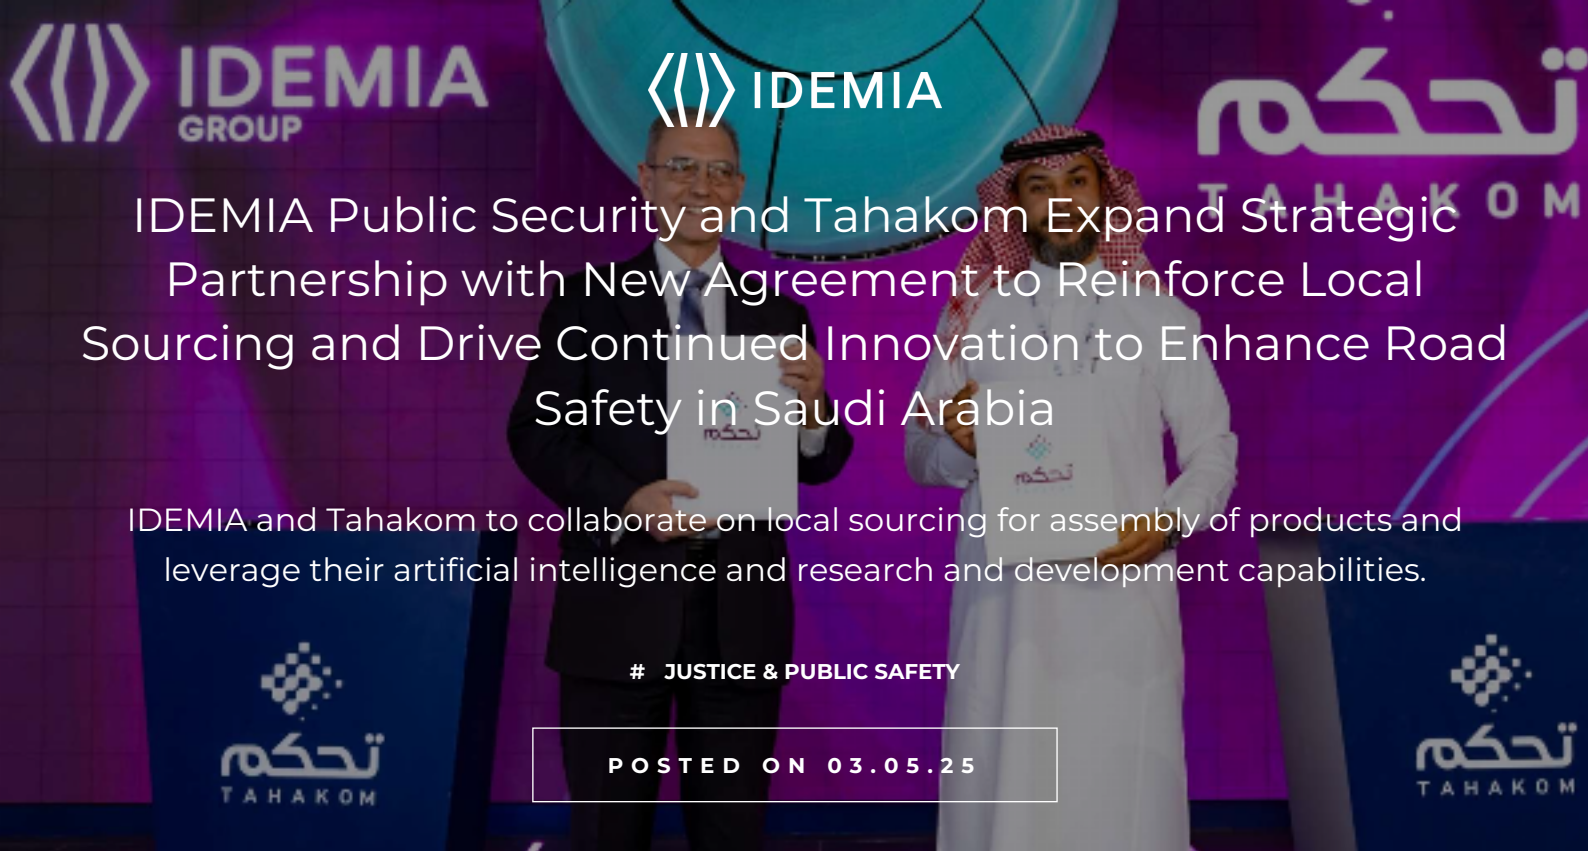 IDEMIA
GROUP
IDEMIA
تحكم
TAHAKOM
IDEMIA Public Security and Tahakom Expand Strategic
Partnership with New Agreement to Reinforce Local
Sourcing and Drive Continued Innovation to Enhance Road
Safety in Saudi Arabia
تحكم
تحكم
IDEMIA and Tahakom to collaborate on local sourcing for assembly of products and
leverage their artificial intelligence and research and development capabilities.
# JUSTICE & PUBLIC SAFETY
POSTED ON 03.05.25
تحكم
TAHAKOM
تحكم
TAHAKOM